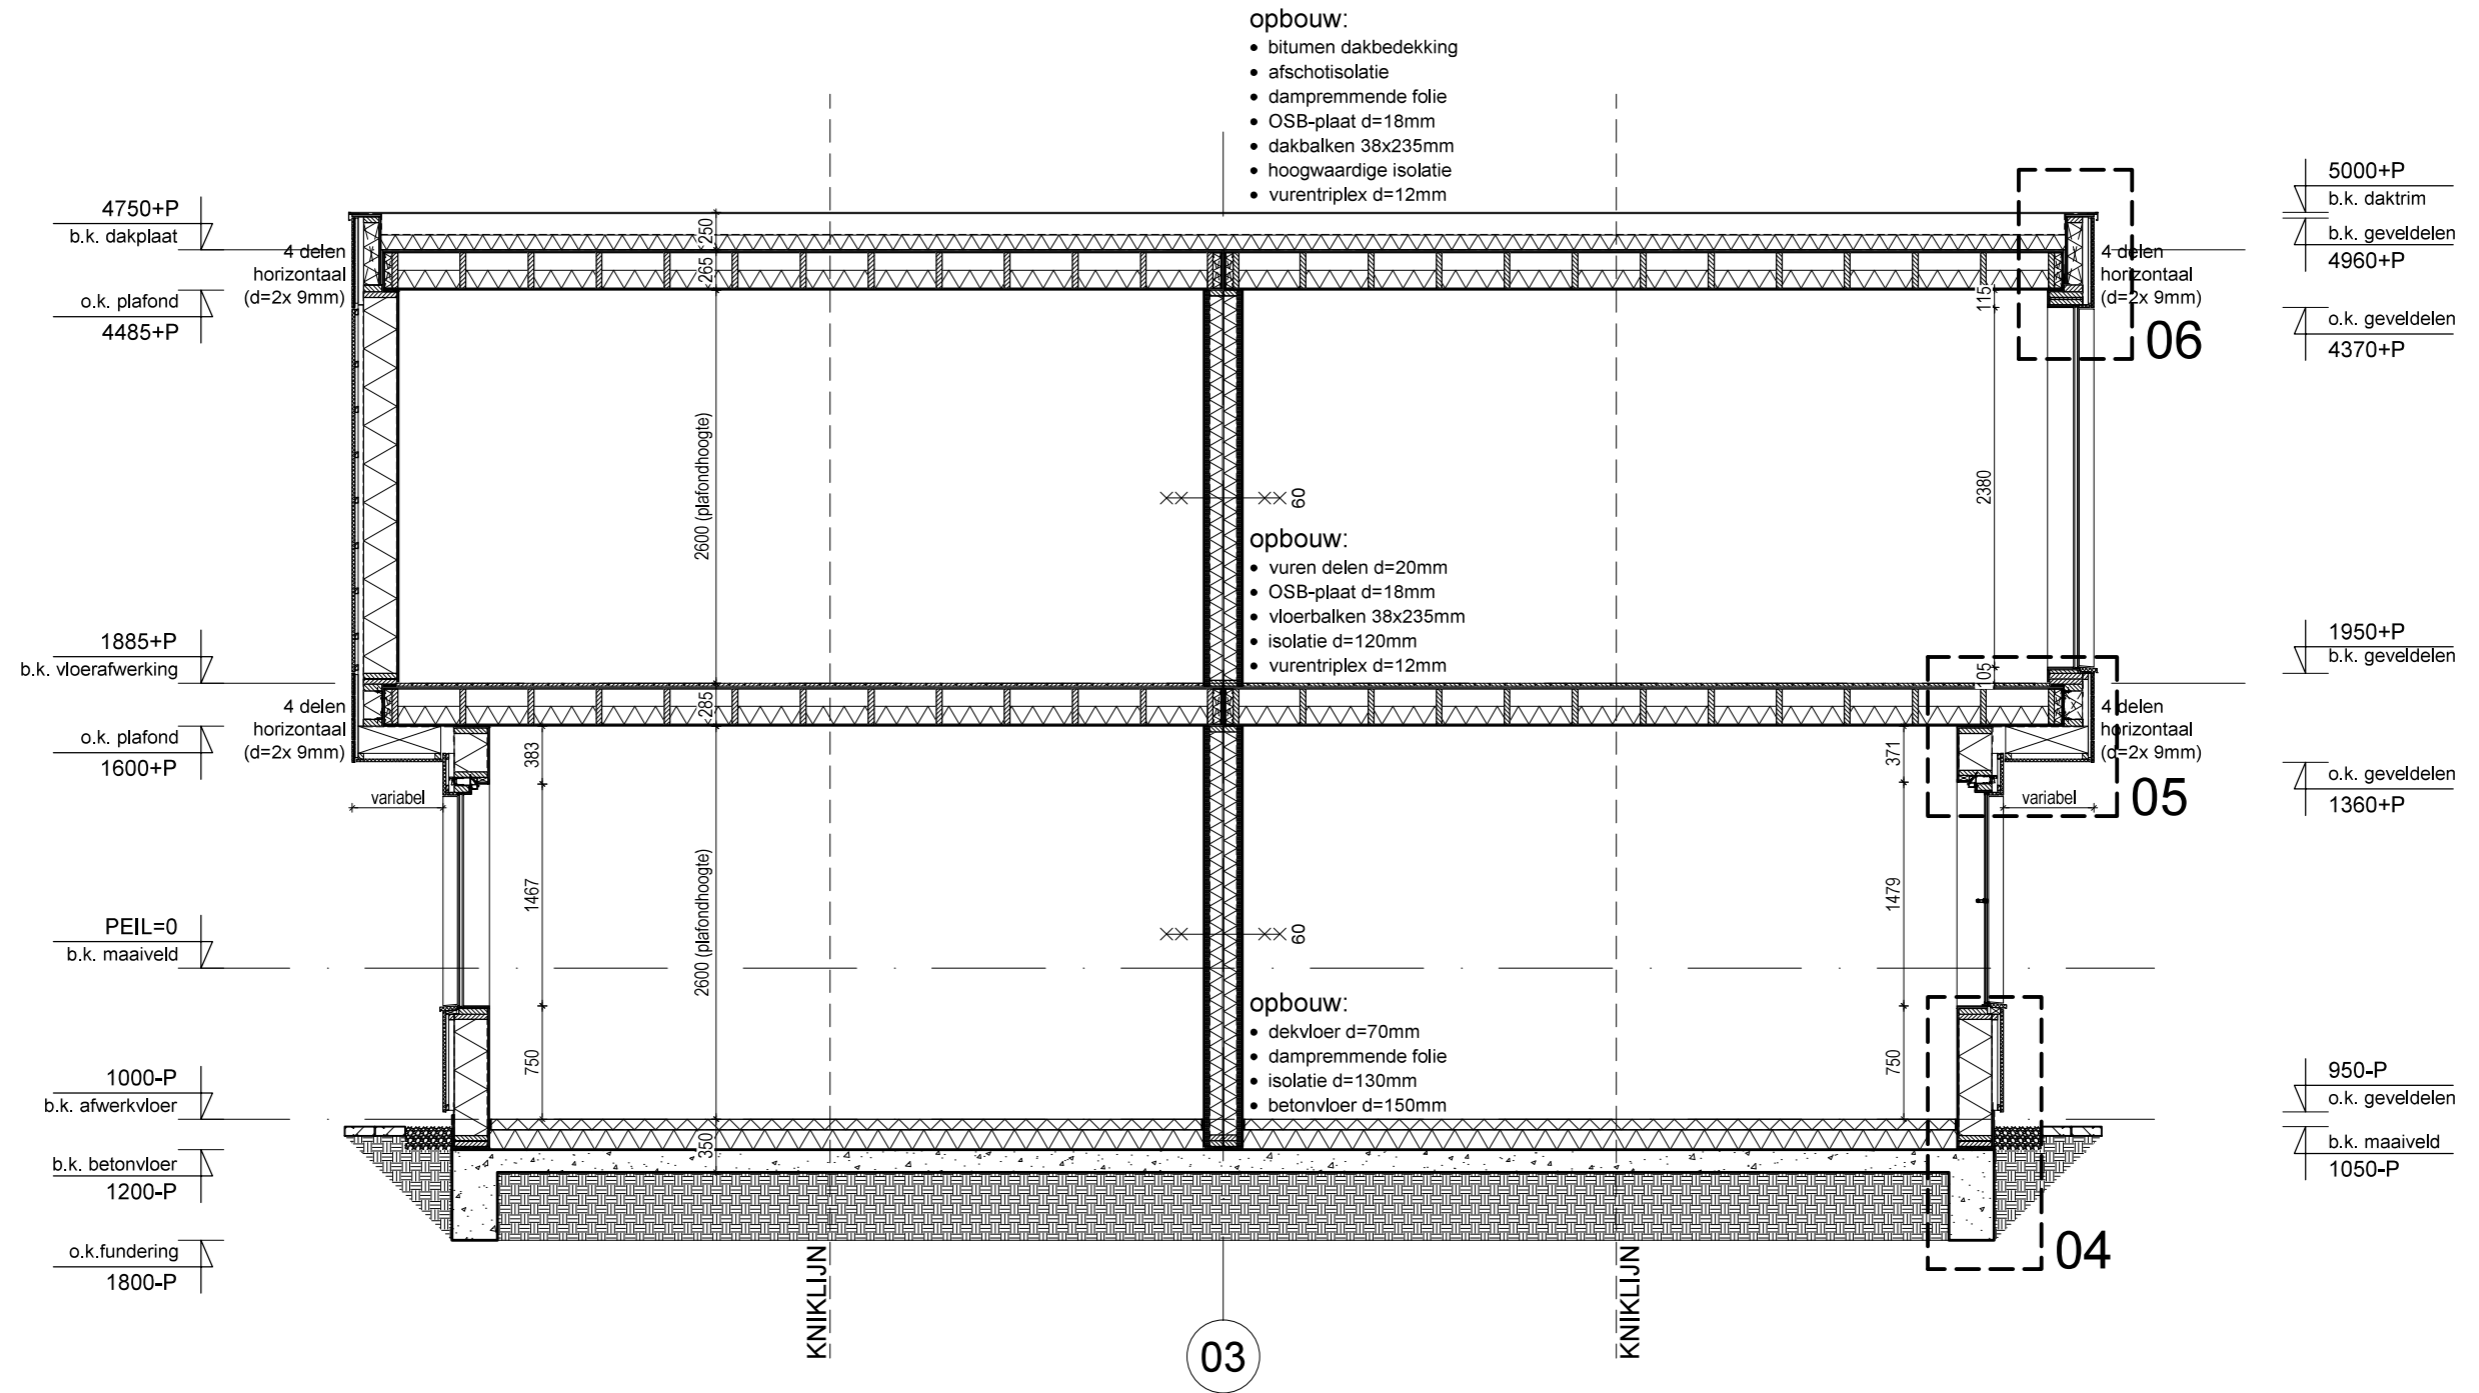 opbouw:
• bitumen dakbedekking
• afschotisolatie
• dampremmende folie
• OSB-plaat d=18mm
• dakbalken 38x235mm
• hoogwaardige isolatie
• vurentriplex d=12mm
4750+P
b.k. dakplaat
4 delen
horizontaal
(d=2x 9mm)
o.k. plafond
4485+P
<250
<265
115
5000+P
b.k. daktrim
b.k. geveldelen
4960+P
4 delen
horizontaal
(d=2x 9mm)
o.k. geveldelen
4370+P
06
2600 (plafondhoogte)
60
2380
opbouw:
• vuren delen d=20mm
• OSB-plaat d=18mm
• vloerbalken 38x235mm
• isolatie d=120mm
• vurentriplex d=12mm
1885+P
b.k. vloerafwerking
4 delen
horizontaal
(d=2x 9mm)
o.k. plafond
1600+P
<285
105
1950+P
b.k. geveldelen
4 delen
horizontaal
(d=2x 9mm)
o.k. geveldelen
1360+P
05
variabel
383
371
variabel
1467
2600 (plafondhoogte)
60
1479
PEIL=0
b.k. maaiveld
opbouw:
• dekvloer d=70mm
• dampremmende folie
• isolatie d=130mm
• betonvloer d=150mm
750
750
1000-P
b.k. afwerkvloer
b.k. betonvloer
1200-P
350
950-P
o.k. geveldelen
b.k. maaiveld
1050-P
o.k.fundering
1800-P
04
KNIKLIJN
KNIKLIJN
03